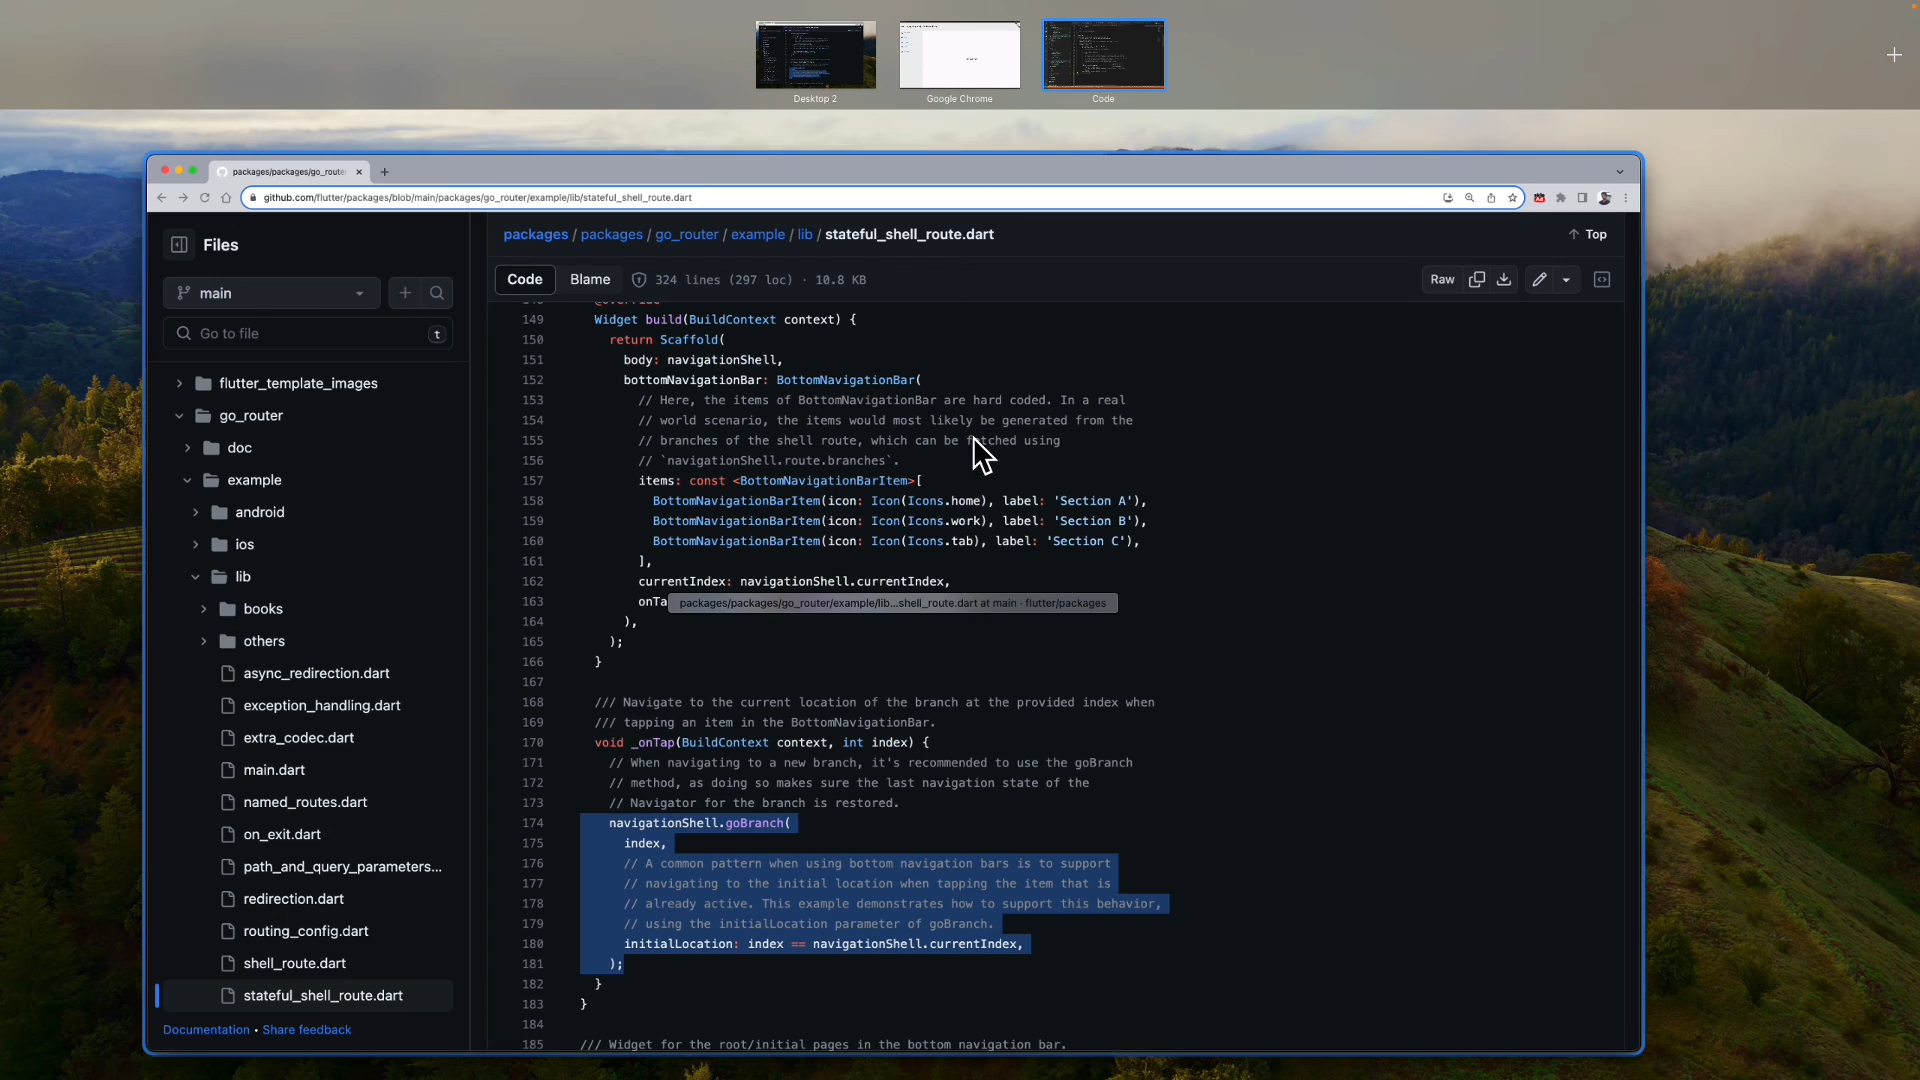 Desktop 2
Google Chrome
Code
packages/packages/go_route
github.com/flutter/packages/blob/main/packages/go_router/example/lib/stateful_shell_route.dart
Files
packages / packages / go_router / example / lib / stateful_shell_route.dart
Top
main
Code
Blame
324 lines (297 loc) · 10.8 KB
Raw
Go to file
t
flutter_template_images
go_router
doc
example
android
ios
lib
books
others
async_redirection.dart
exception_handling.dart
extra_codec.dart
main.dart
named_routes.dart
on_exit.dart
path_and_query_parameters...
redirection.dart
routing_config.dart
shell_route.dart
stateful_shell_route.dart
Documentation • Share feedback
149 Widget build(BuildContext context) {
150 return Scaffold(
151 body: navigationShell,
152 bottomNavigationBar: BottomNavigationBar(
153 // Here, the items of BottomNavigationBar are hard coded. In a real
154 // world scenario, the items would most likely be generated from the
155 // branches of the shell route, which can be fetched using
156 // `navigationShell.route.branches`.
157 items: const <BottomNavigationBarItem>[
158 BottomNavigationBarItem(icon: Icon(Icons.home), label: 'Section A'),
159 BottomNavigationBarItem(icon: Icon(Icons.work), label: 'Section B'),
160 BottomNavigationBarItem(icon: Icon(Icons.tab), label: 'Section C'),
161 ],
162 currentIndex: navigationShell.currentIndex,
163 onTa
packages/packages/go_router/example/lib...shell_route.dart at main · flutter/packages
164 ),
165 );
166 }
167
168 /// Navigate to the current location of the branch at the provided index when
169 /// tapping an item in the BottomNavigationBar.
170 void _onTap(BuildContext context, int index) {
171 // When navigating to a new branch, it's recommended to use the goBranch
172 // method, as doing so makes sure the last navigation state of the
173 // Navigator for the branch is restored.
174 navigationShell.goBranch(
175 index,
176 // A common pattern when using bottom navigation bars is to support
177 // navigating to the initial location when tapping the item that is
178 // already active. This example demonstrates how to support this behavior,
179 // using the initialLocation parameter of goBranch.
180 initialLocation: index == navigationShell.currentIndex,
181 );
182 }
183 }
184
185 /// Widget for the root/initial pages in the bottom navigation bar.